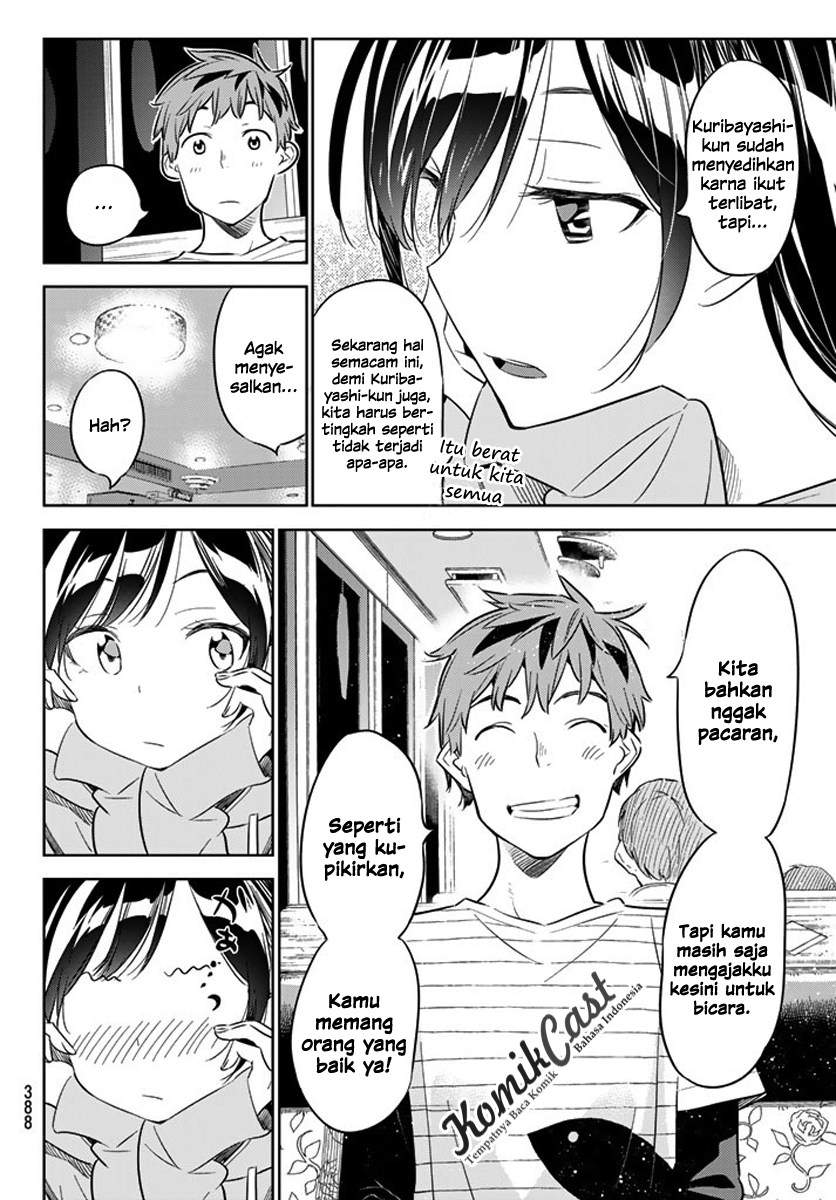 Kuribayashi-
kun sudah
menyedihkan
karna ikut
terlibat,
tapi...
Sekarang hal
semacam ini,
demi Kuriba-
yashi-kun juga,
kita harus ber-
tingkah seperti
tidak terjadi
apa-apa.
Itu berat
untuk kita
semua
...
Agak
menye-
salkan...
Hah?
Kita
bahkan
nggak
pacaran,
Tapi kamu
masih saja
mengajakku
kesini untuk
bicara.
Seperti
yang ku-
pikirkan,
Kamu
memang
orang yang
baik ya!
KomikCast
Tempatnya Baca Komik Bahasa Indonesia
388